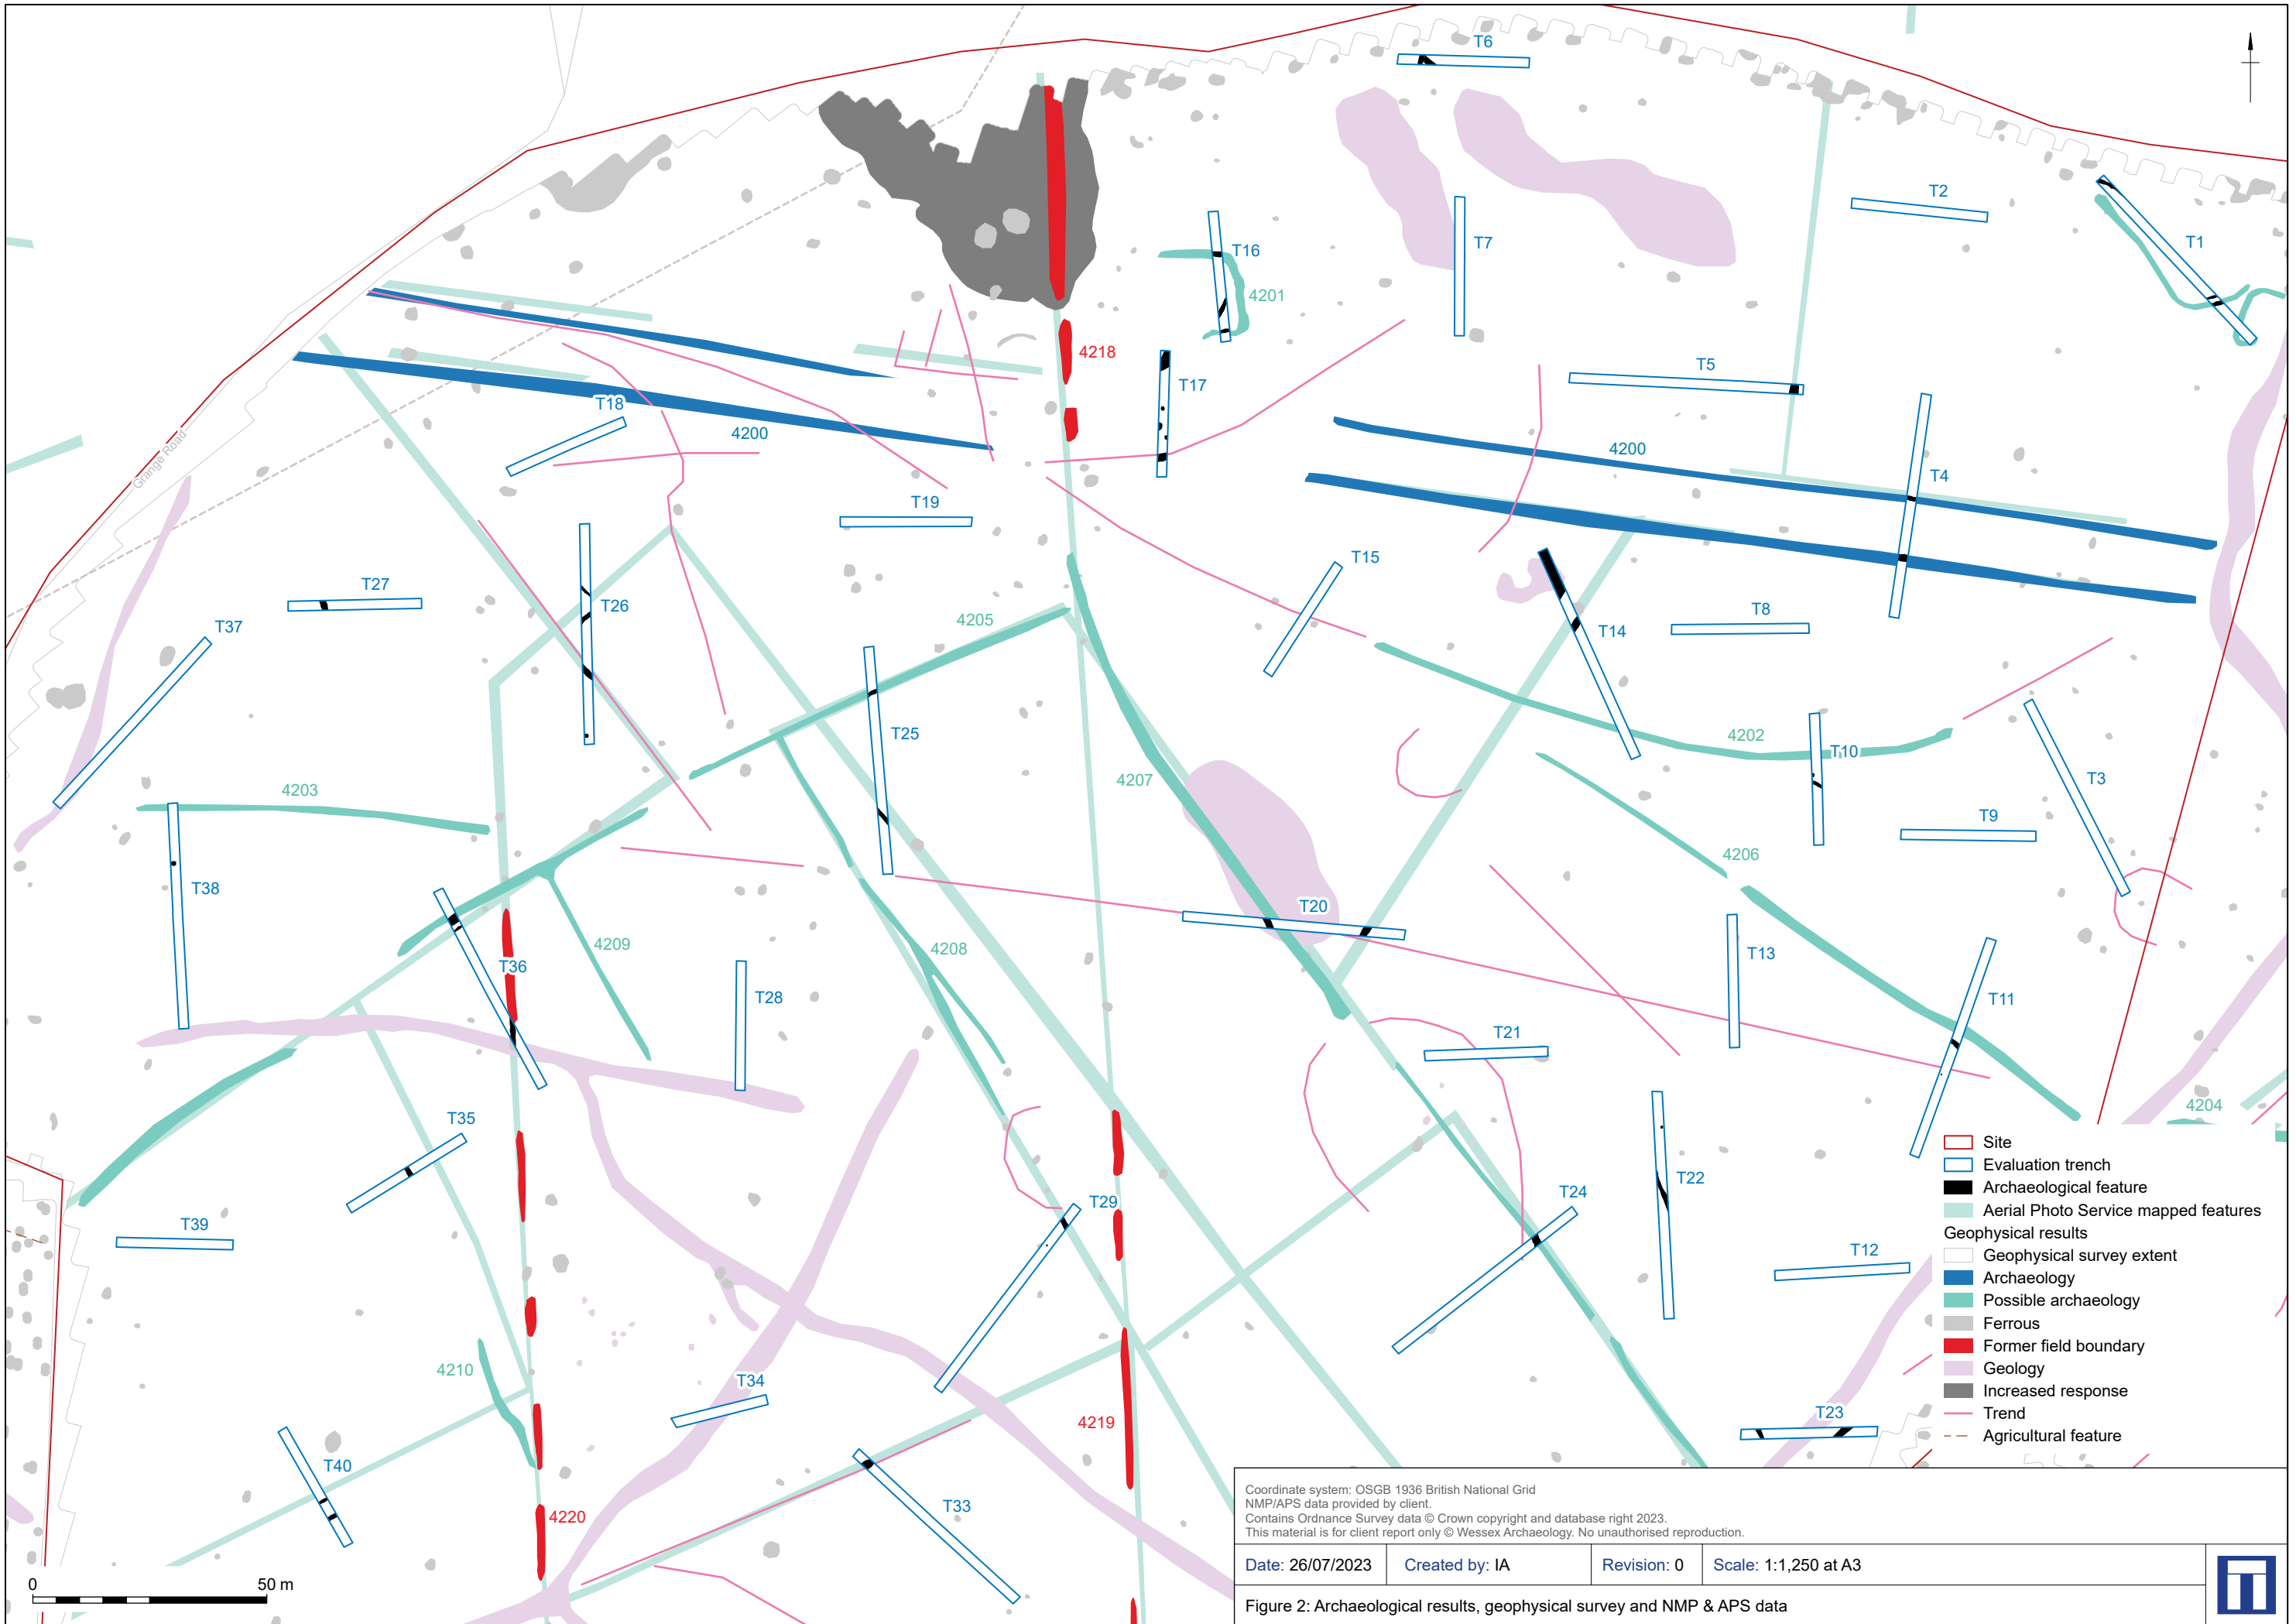 T6
T2
T1
T16
T7
4201
4218
T17
T5
T18
4200
4200
T4
Grange Road
T19
T15
T27
T26
T14
T8
T37
4205
T25
4202
T10
4207
T3
4203
T9
4206
T38
T20
4209
4208
T13
T36
T28
T11
T21
4204
T35
T22
T24
T29
T39
T12
4210
T34
4219
T23
T40
T33
4220
Site
Evaluation trench
Archaeological feature
Aerial Photo Service mapped features
Geophysical results
Geophysical survey extent
Archaeology
Possible archaeology
Ferrous
Former field boundary
Geology
Increased response
Trend
Agricultural feature
0 50 m
Coordinate system: OSGB 1936 British National Grid
NMP/APS data provided by client.
Contains Ordnance Survey data © Crown copyright and database right 2023.
This material is for client report only © Wessex Archaeology. No unauthorised reproduction.
Date: 26/07/2023 Created by: IA Revision: 0 Scale: 1:1,250 at A3
Figure 2: Archaeological results, geophysical survey and NMP & APS data